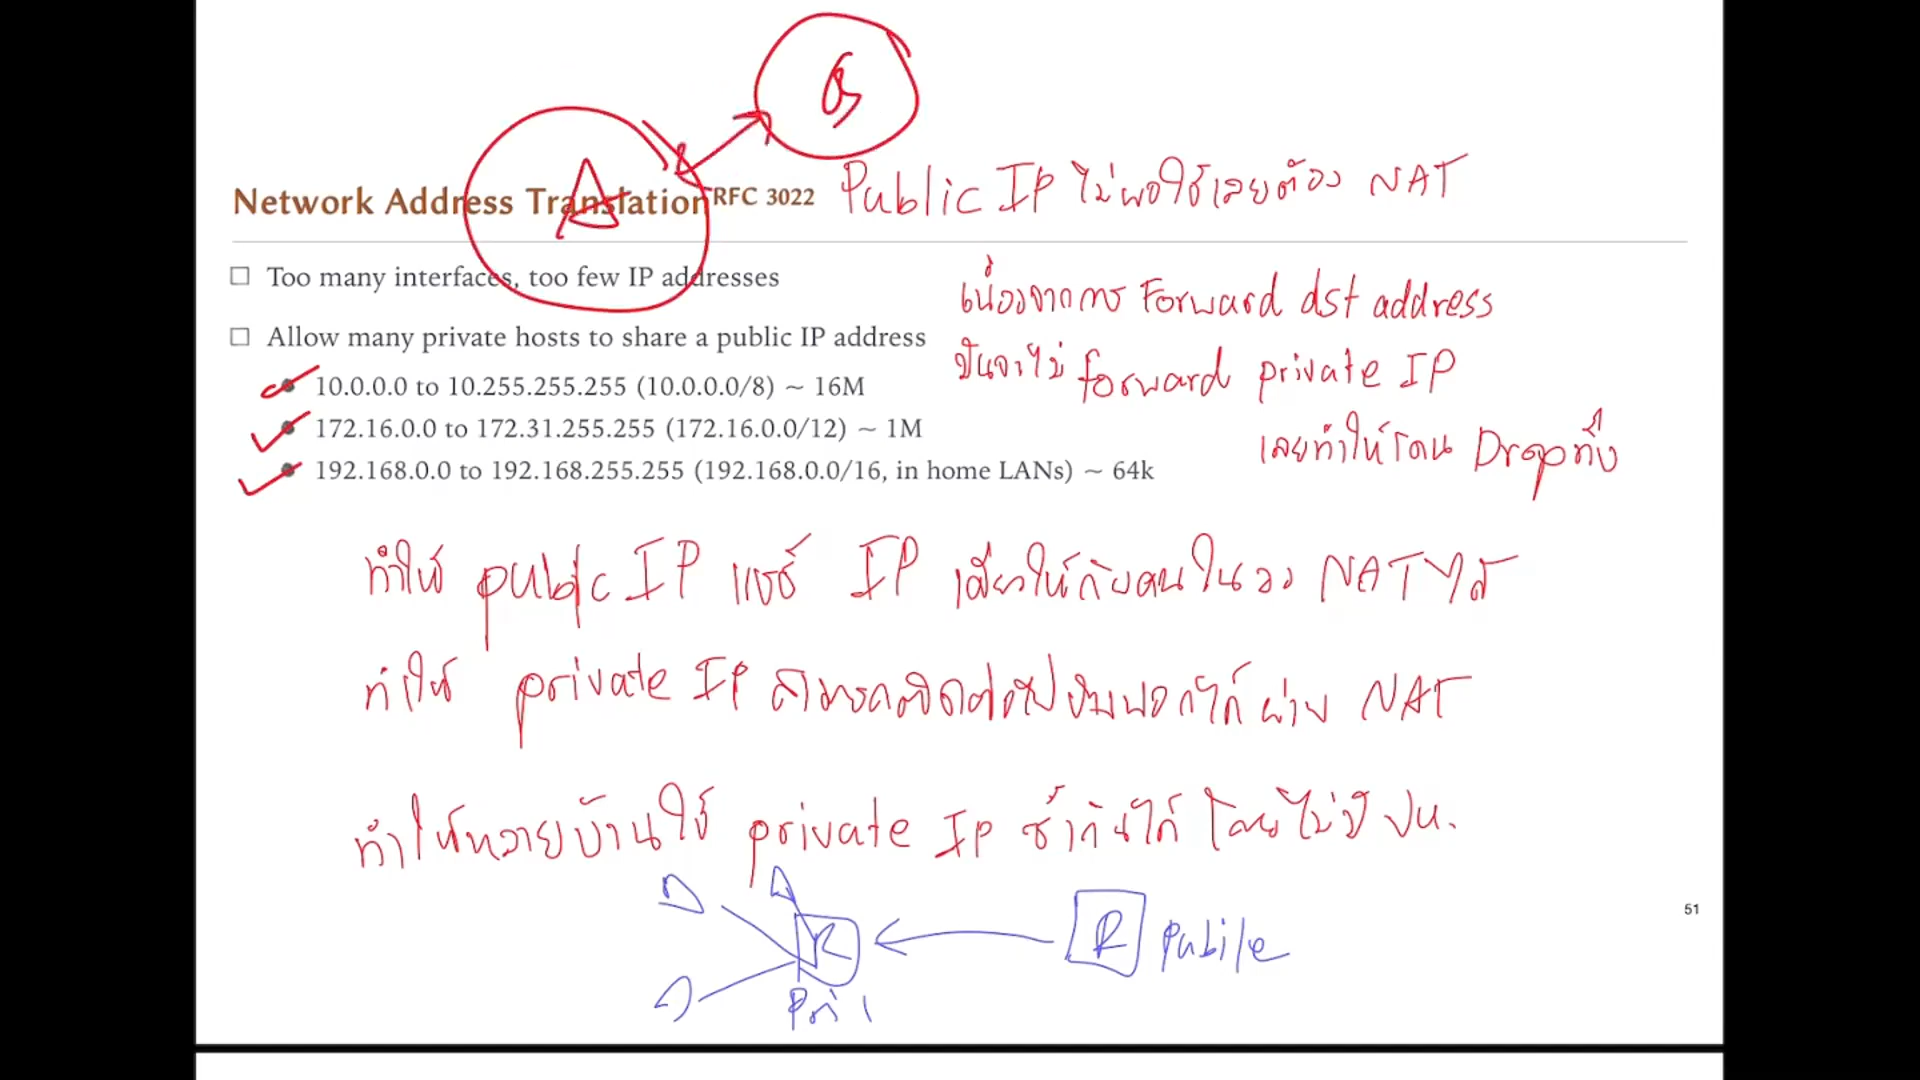 B
A
Network Address Translation RFC 3022
Public IP ไม่พอใช้เลยต้อง NAT
☐ Too many interfaces, too few IP addresses
เนื่องจากการ Forward dst address
☐ Allow many private hosts to share a public IP address
มันจะไม่ forward private IP
• 10.0.0.0 to 10.255.255.255 (10.0.0.0/8) ~ 16M
• 172.16.0.0 to 172.31.255.255 (172.16.0.0/12) ~ 1M
เลยทำให้โดน Drop ทิ้ง
• 192.168.0.0 to 192.168.255.255 (192.168.0.0/16, in home LANs) ~ 64k
ทำให้ public IP แชร์ IP เดียวให้กับคนในวง NAT ได้
ทำให้ private IP สามารถติดต่อไปข้างนอกได้ผ่าน NAT
ทำให้หลายบ้านใช้ private IP ซ้ำกันได้ โดยไม่มี ปห.
R
R
Pri
51